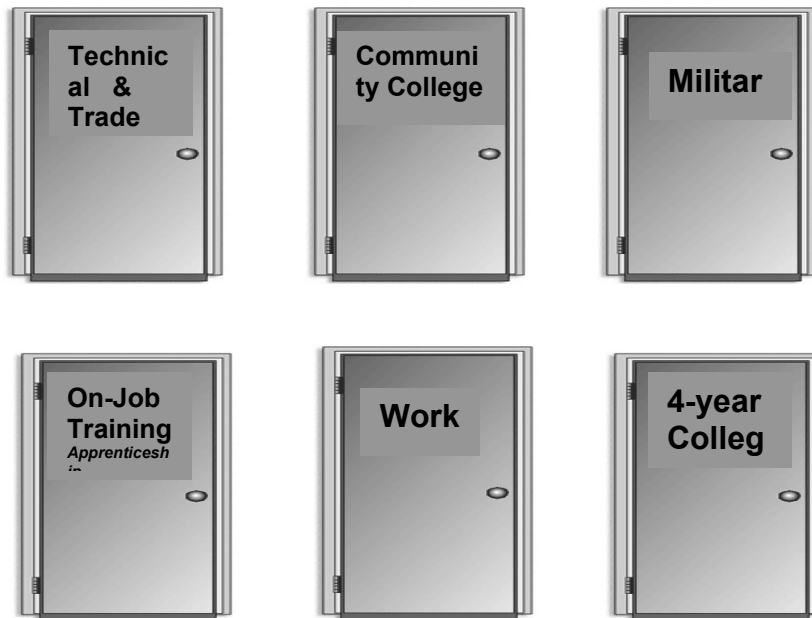 Technic
al &
Trade
Communi
ty College
Militar
On-Job
Training
Apprenticesh
Work
4-year
Colleg